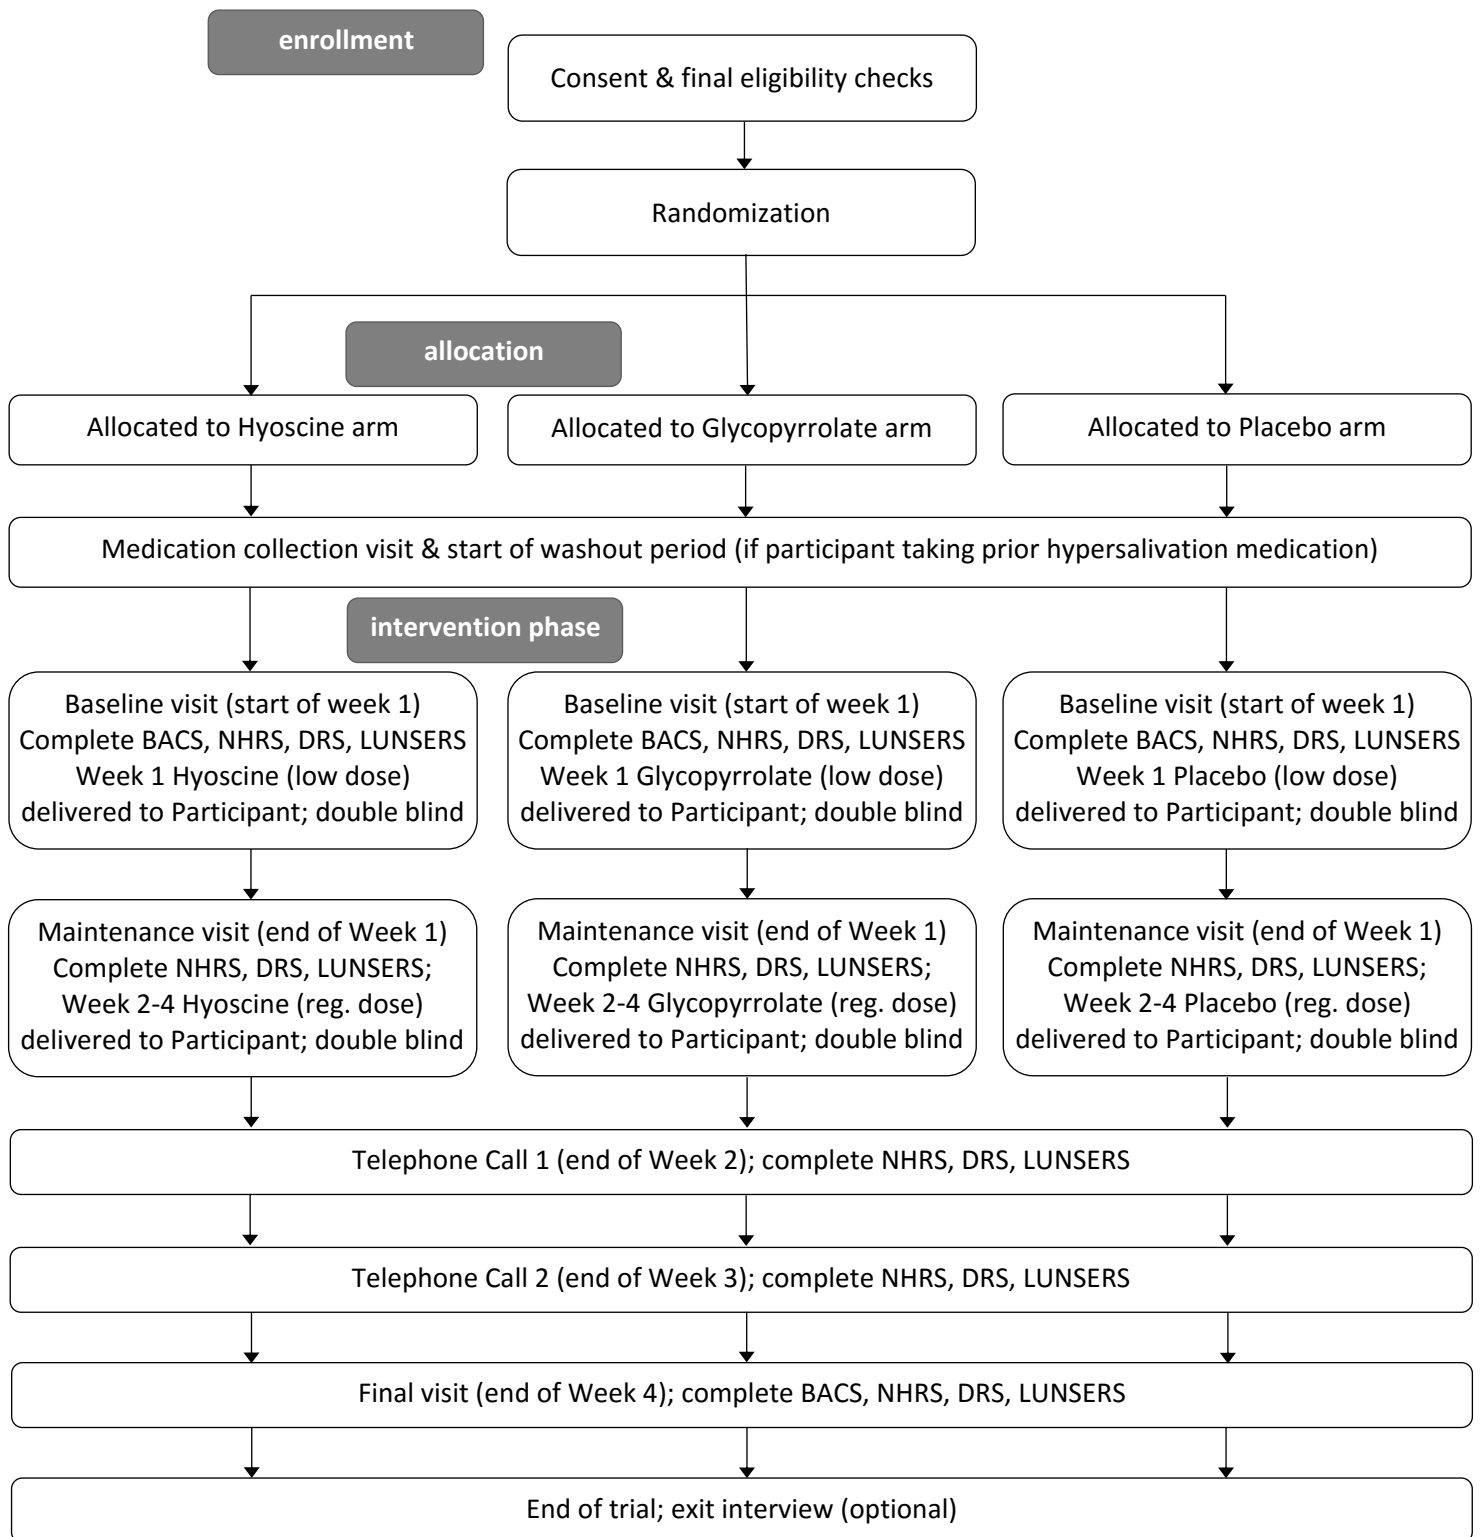 enrollment
Consent & final eligibility checks
Randomization
allocation
Allocated to Hyoscine arm
Allocated to Glycopyrrolate arm
Allocated to Placebo arm
Medication collection visit & start of washout period (if participant taking prior hypersalivation medication)
intervention phase
Baseline visit (start of week 1)
Complete BACS, NHRS, DRS, LUNSERS
Week 1 Hyoscine (low dose)
delivered to Participant; double blind
Baseline visit (start of week 1)
Complete BACS, NHRS, DRS, LUNSERS
Week 1 Glycopyrrolate (low dose)
delivered to Participant; double blind
Baseline visit (start of week 1)
Complete BACS, NHRS, DRS, LUNSERS
Week 1 Placebo (low dose)
delivered to Participant; double blind
Maintenance visit (end of Week 1)
Complete NHRS, DRS, LUNSERS;
Week 2-4 Hyoscine (reg. dose)
delivered to Participant; double blind
Maintenance visit (end of Week 1)
Complete NHRS, DRS, LUNSERS;
Week 2-4 Glycopyrrolate (reg. dose)
delivered to Participant; double blind
Maintenance visit (end of Week 1)
Complete NHRS, DRS, LUNSERS;
Week 2-4 Placebo (reg. dose)
delivered to Participant; double blind
Telephone Call 1 (end of Week 2); complete NHRS, DRS, LUNSERS
Telephone Call 2 (end of Week 3); complete NHRS, DRS, LUNSERS
Final visit (end of Week 4); complete BACS, NHRS, DRS, LUNSERS
End of trial; exit interview (optional)